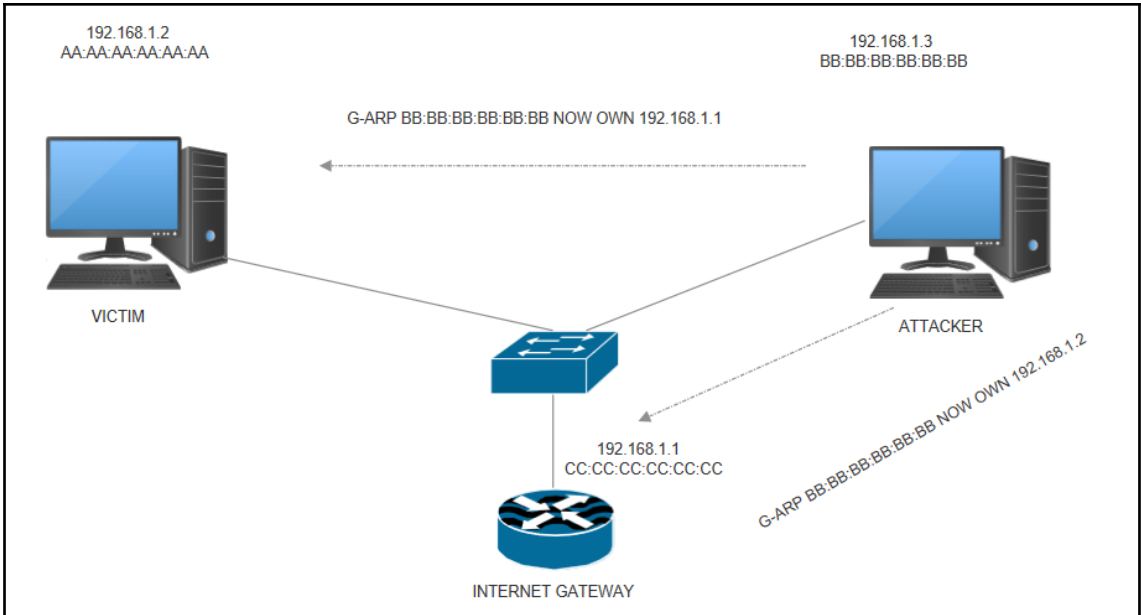 192.168.1.2
AA:AA:AA:AA:AA:AA
192.168.1.3
BB:BB:BB:BB:BB:BB
G-ARP BB:BB:BB:BB:BB:BB NOW OWN 192.168.1.1
VICTIM
ATTACKER
G-ARP BB:BB:BB:BB:BB:BB NOW OWN 192.168.1.2
192.168.1.1
CC:CC:CC:CC:CC:CC
INTERNET GATEWAY